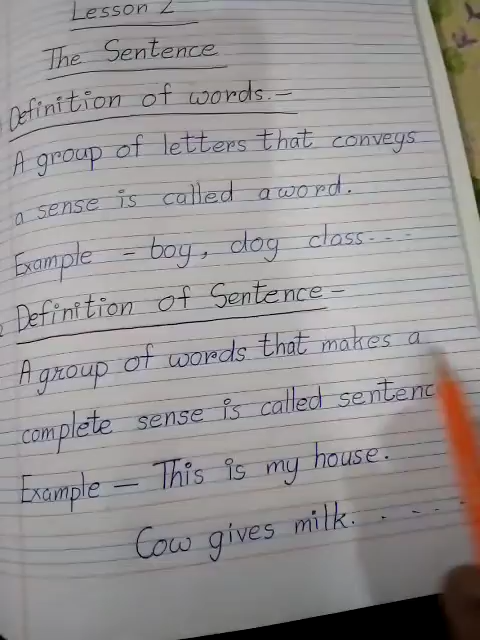 Lesson 2
The Sentence
Definition of words.-
A group of letters that conveys
a sense is called a word.
Example - boy, dog class----
Definition of Sentence-
A group of words that makes a
complete sense is called sentenc
Example - This is my house.
Cow gives milk. . - - - .